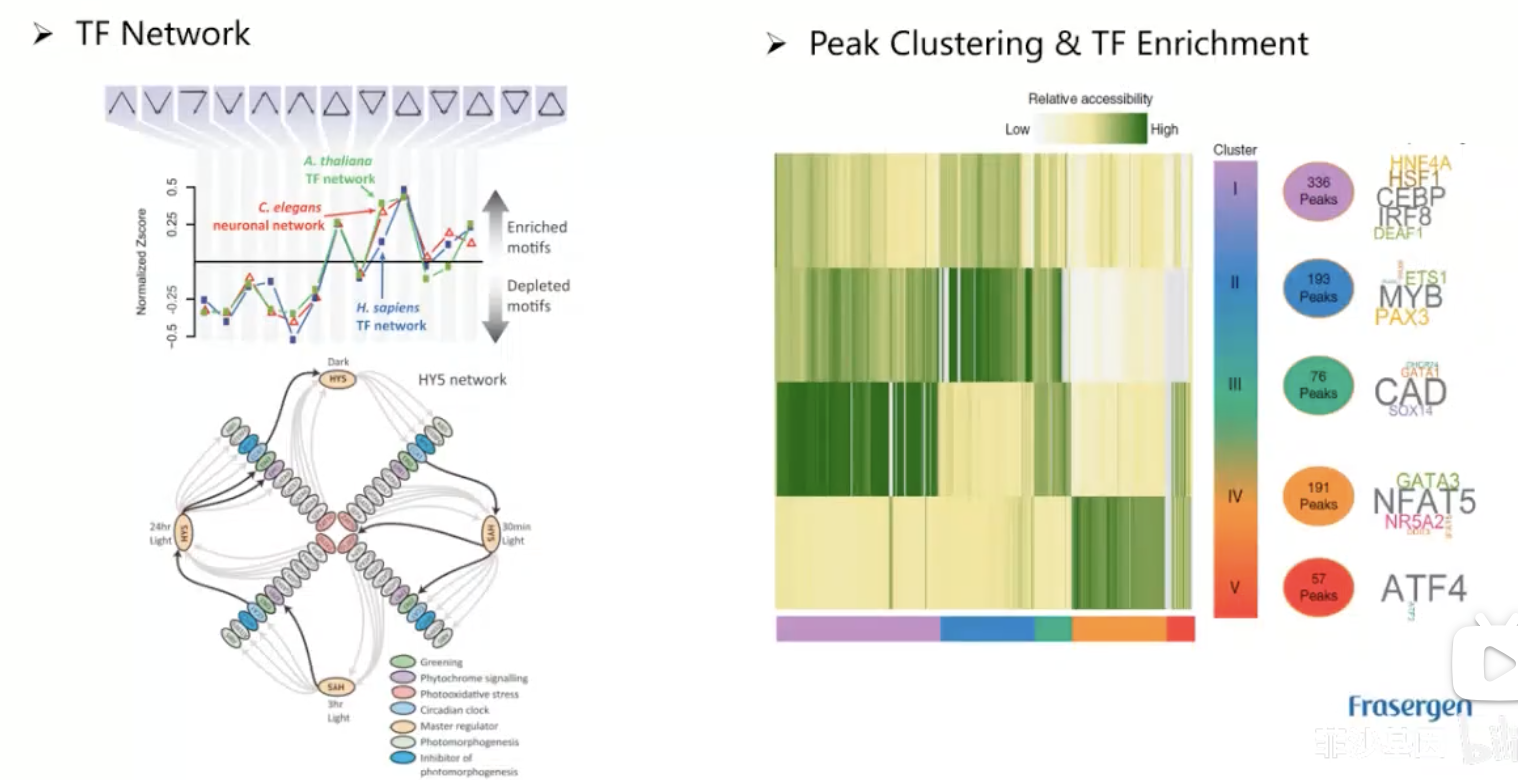 ➢ TF Network
0.5
0.25
-0.25
-0.5
Normalized Zscore
A. thaliana
TF network
C. elegans
neuronal network
H. sapiens
TF network
Enriched
motifs
Depleted
motifs
HY5 network
Dark
HY5
24hr
Light
HY5
30min
Light
HY5
HY5
3hr
Light
Greening
Phytochrome signalling
Photooxidative stress
Circadian clock
Master regulator
Photomorphogenesis
Inhibitor of
photomorphogenesis
➢ Peak Clustering & TF Enrichment
Relative accessibility
Low
High
Cluster
I
II
III
IV
V
336
Peaks
HNF4A
HSF1
CEBP
IRF8
DEAF1
193
Peaks
ETS1
MYB
PAX3
76
Peaks
GATA1
CAD
SOX14
191
Peaks
GATA3
NFAT5
NR5A2
57
Peaks
ATF4
Frasergen